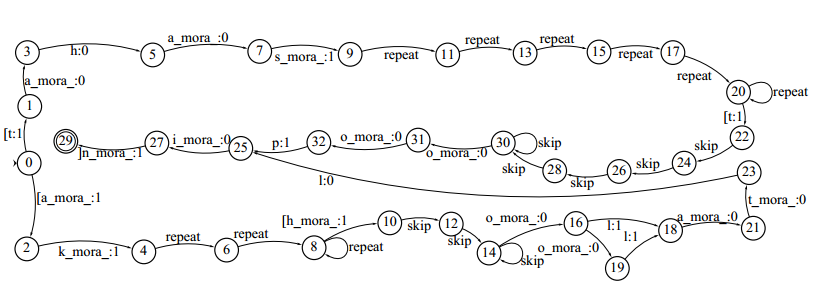 a_mora_:0 repeat repeat
3 h:0 5 7 s_mora_:1 9 repeat 11 13 repeat 15 repeat 17
a_mora_:0 repeat
1 20 repeat
[t:1 [t:1
29 ]n_mora_:1 27 i_mora_:0 25 p:1 32 o_mora_:0 31 o_mora_:0 30 skip 22
0 skip 28 skip 26 skip 24 skip
l:0 23
[a_mora_:1 t_mora_:0
2 k_mora_:1 4 repeat 6 repeat 8 [h_mora_:1 10 skip 12 o_mora_:0 16 l:1 18 a_mora_:0 21
repeat skip 14 skip o_mora_:0 l:1
19